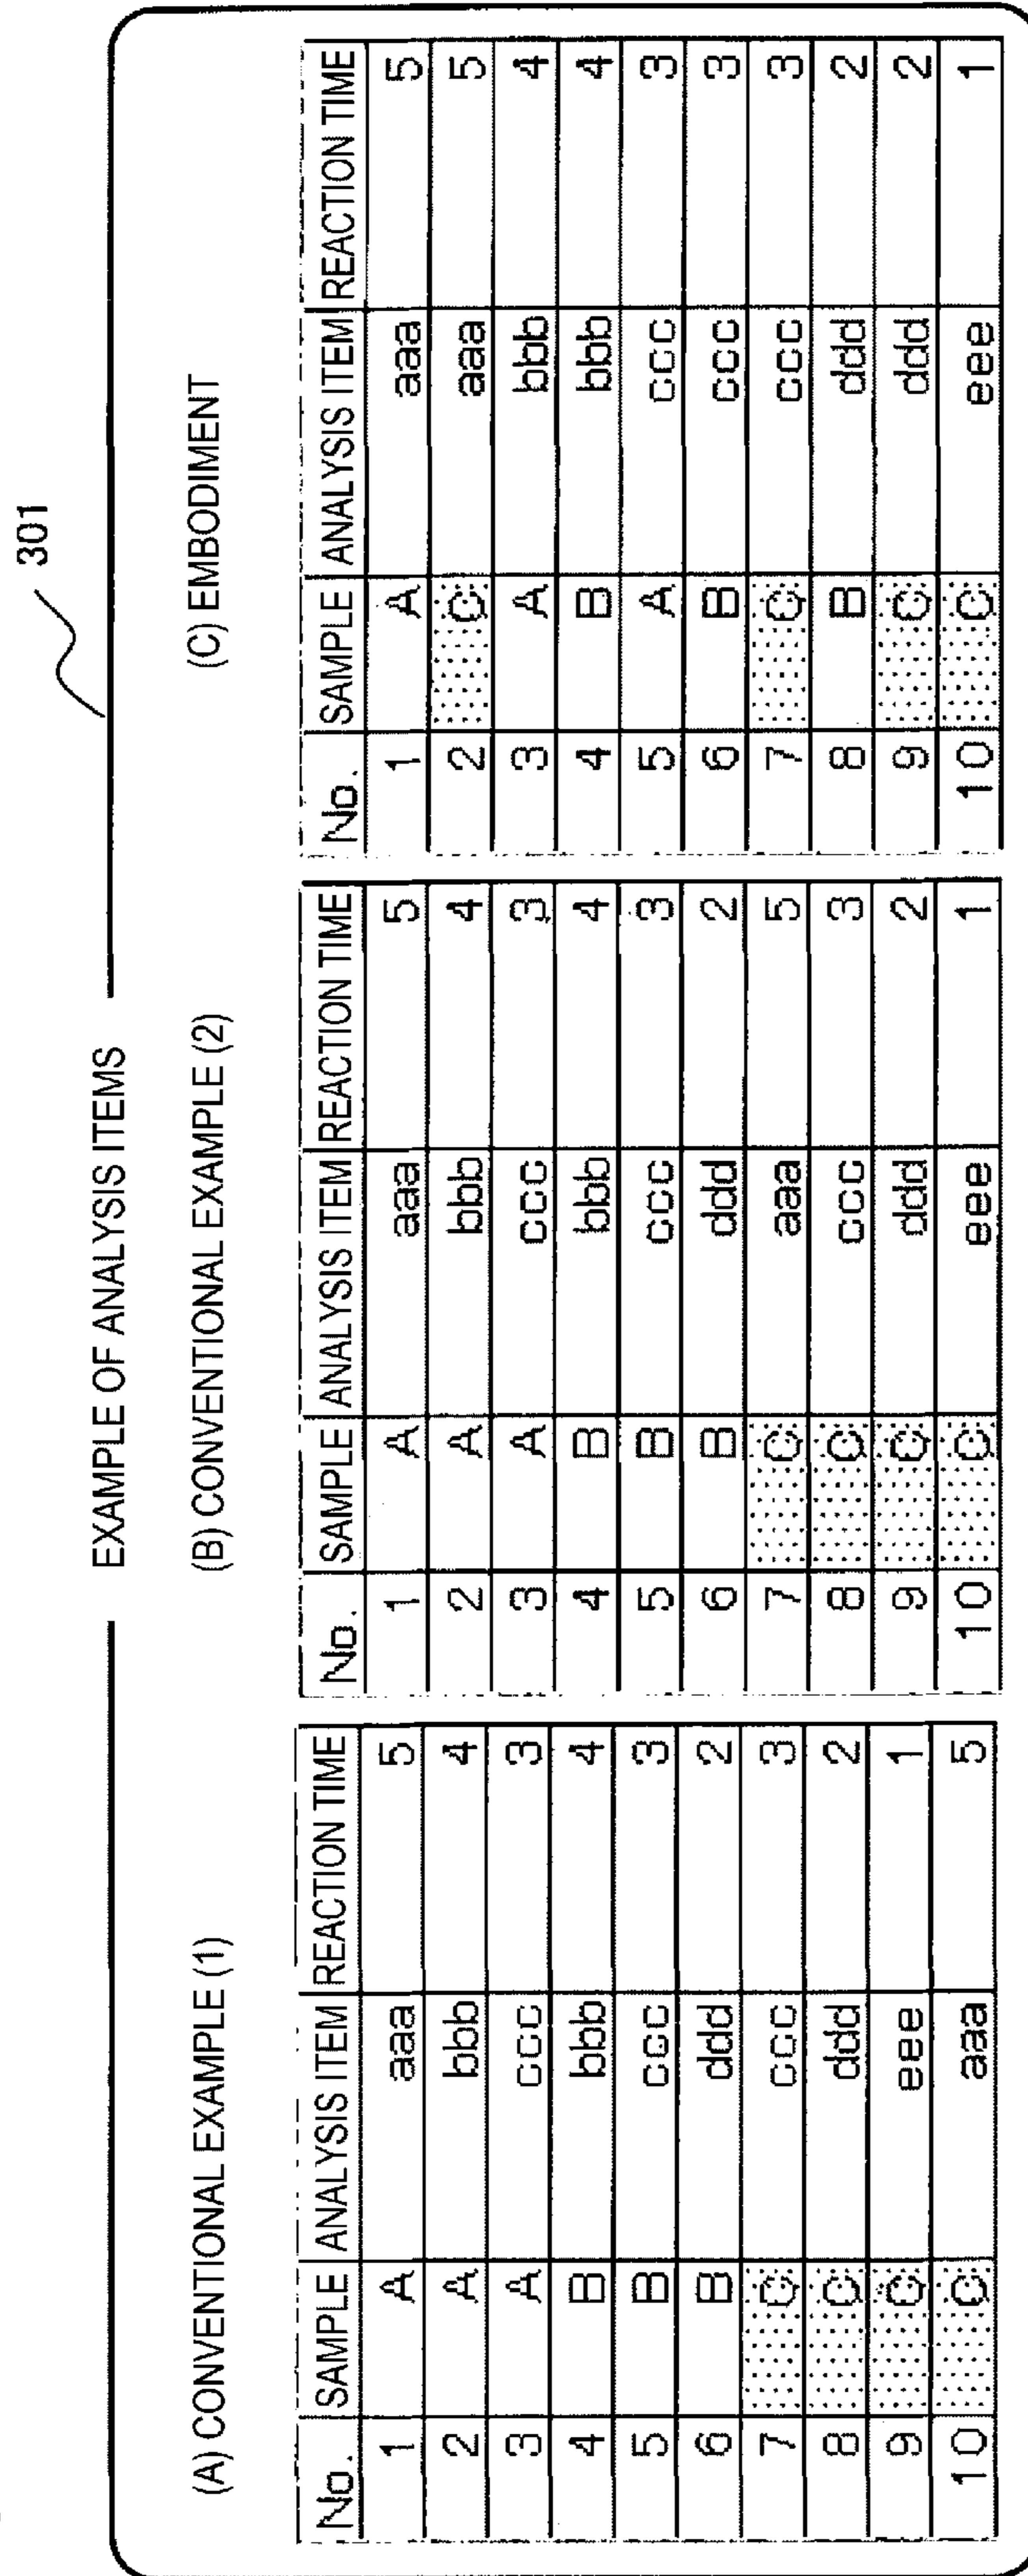 301
EXAMPLE OF ANALYSIS ITEMS
(A) CONVENTIONAL EXAMPLE (1)
No. SAMPLE ANALYSIS ITEM REACTION TIME
1 A aaa 5
2 A bbb 4
3 A ccc 3
4 B bbb 4
5 B ccc 3
6 B ddd 2
7 C ccc 3
8 C ddd 2
9 C eee 1
10 C aaa 5
(B) CONVENTIONAL EXAMPLE (2)
No. SAMPLE ANALYSIS ITEM REACTION TIME
1 A aaa 5
2 A bbb 4
3 A ccc 3
4 B bbb 4
5 B ccc 3
6 B ddd 2
7 C aaa 5
8 C ccc 3
9 C ddd 2
10 C eee 1
(C) EMBODIMENT
No. SAMPLE ANALYSIS ITEM REACTION TIME
1 A aaa 5
2 C aaa 5
3 A bbb 4
4 B bbb 4
5 A ccc 3
6 B ccc 3
7 C ccc 3
8 B ddd 2
9 C ddd 2
10 C eee 1